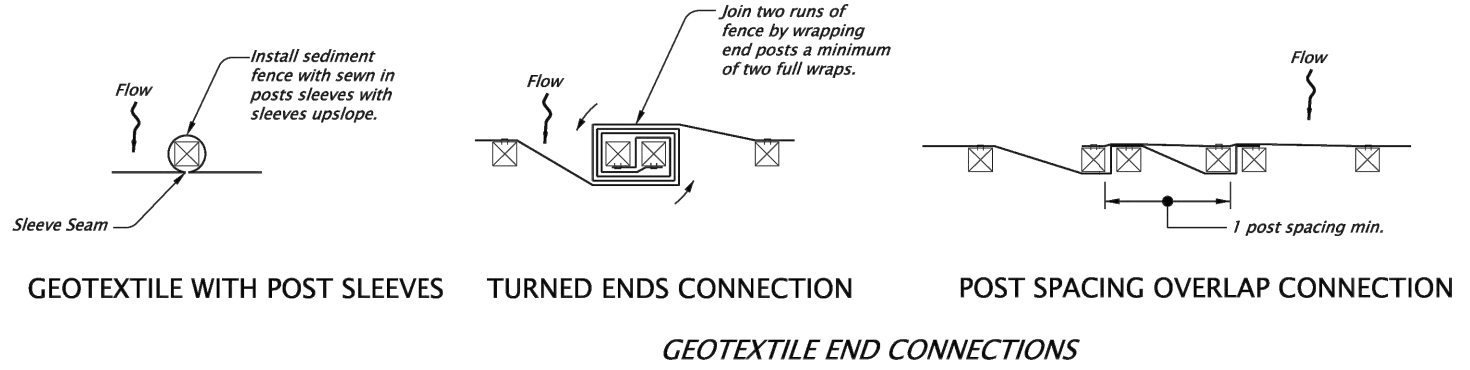 Flow
Install sediment
fence with sewn in
posts sleeves with
sleeves upslope.
Sleeve Seam
GEOTEXTILE WITH POST SLEEVES
Flow
Join two runs of
fence by wrapping
end posts a minimum
of two full wraps.
TURNED ENDS CONNECTION
Flow
1 post spacing min.
POST SPACING OVERLAP CONNECTION
GEOTEXTILE END CONNECTIONS